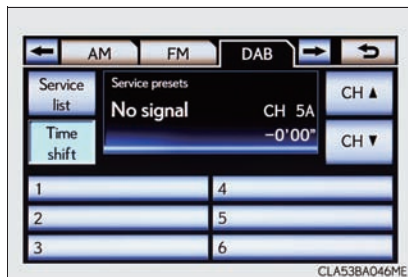 AM FM DAB
Service list
Service presets
No signal CH 5A
-0'00"
CH ▲
Time shift
CH ▼
1 4
2 5
3 6
CLA53BA046ME